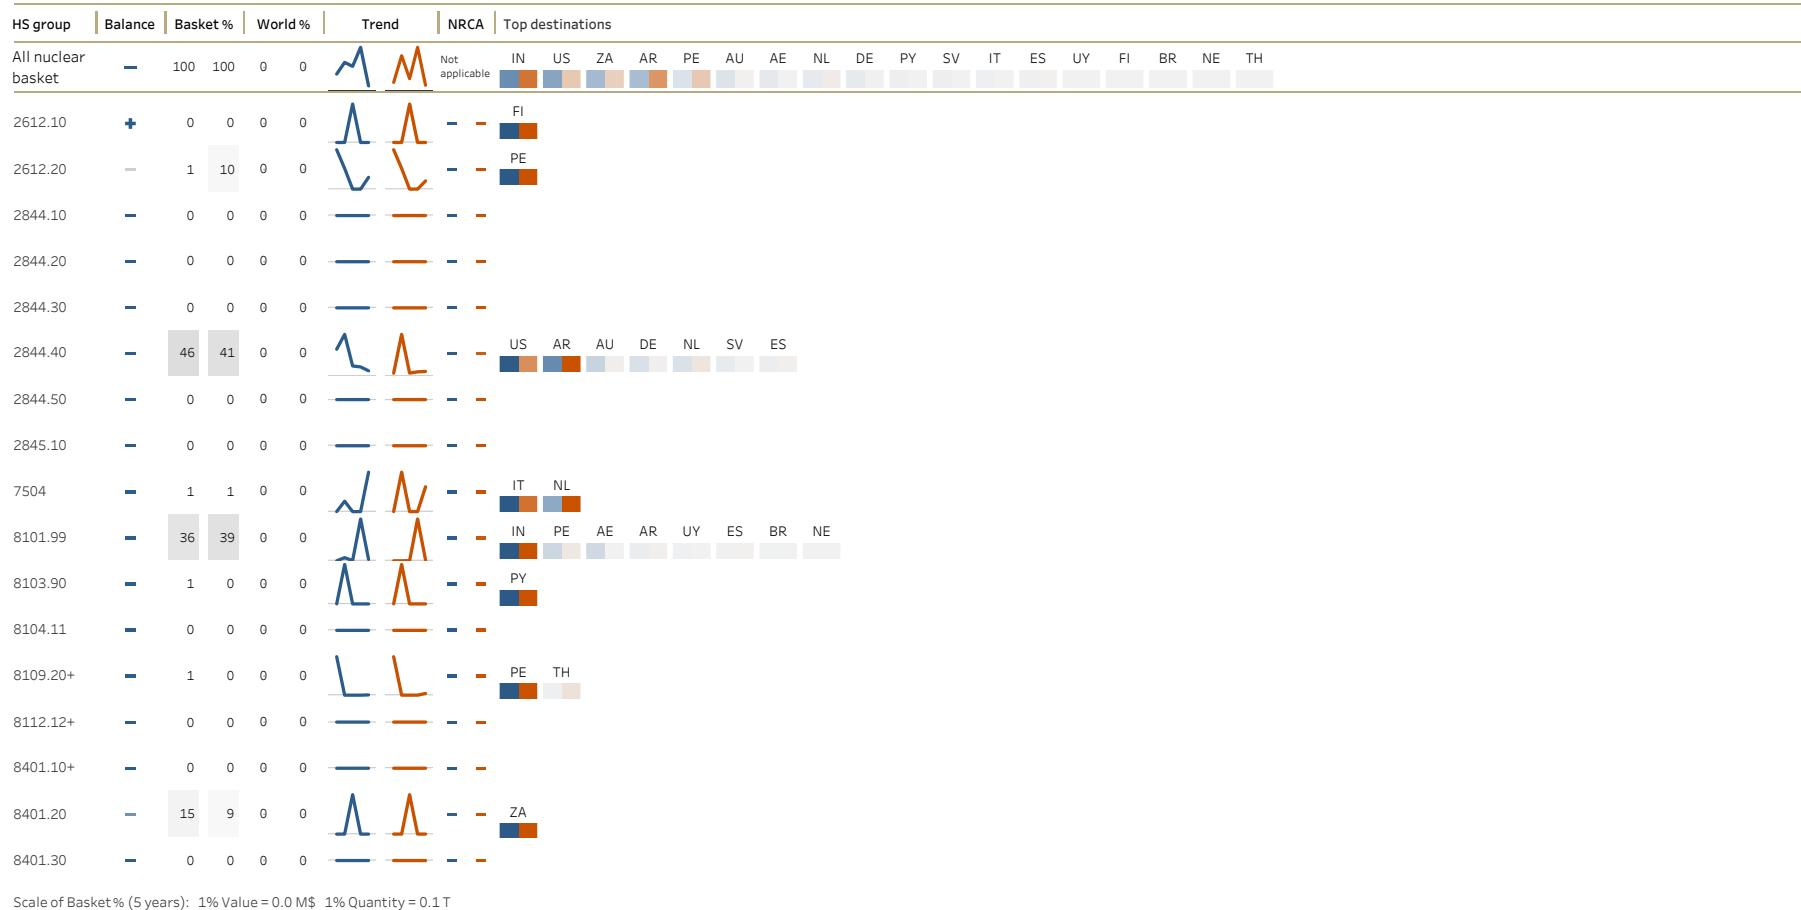 HS group Balance Basket % World % Trend NRCA Top destinations
All nuclear basket 100 100 0 0 Not applicable IN US ZA AR PE AU AE NL DE PY SV IT ES UY FI BR NE TH
2612.10 + 0 0 0 0 FI
2612.20 1 10 0 0 PE
2844.10 0 0 0 0
2844.20 0 0 0 0
2844.30 0 0 0 0
2844.40 46 41 0 0 US AR AU DE NL SV ES
2844.50 0 0 0 0
2845.10 0 0 0 0
7504 1 1 0 0 IT NL
8101.99 36 39 0 0 IN PE AE AR UY ES BR NE
8103.90 1 0 0 0 PY
8104.11 0 0 0 0
8109.20+ 1 0 0 0 PE TH
8112.12+ 0 0 0 0
8401.10+ 0 0 0 0
8401.20 15 9 0 0 ZA
8401.30 0 0 0 0
Scale of Basket% (5 years): 1% Value = 0.0 M$ 1% Quantity = 0.1 T